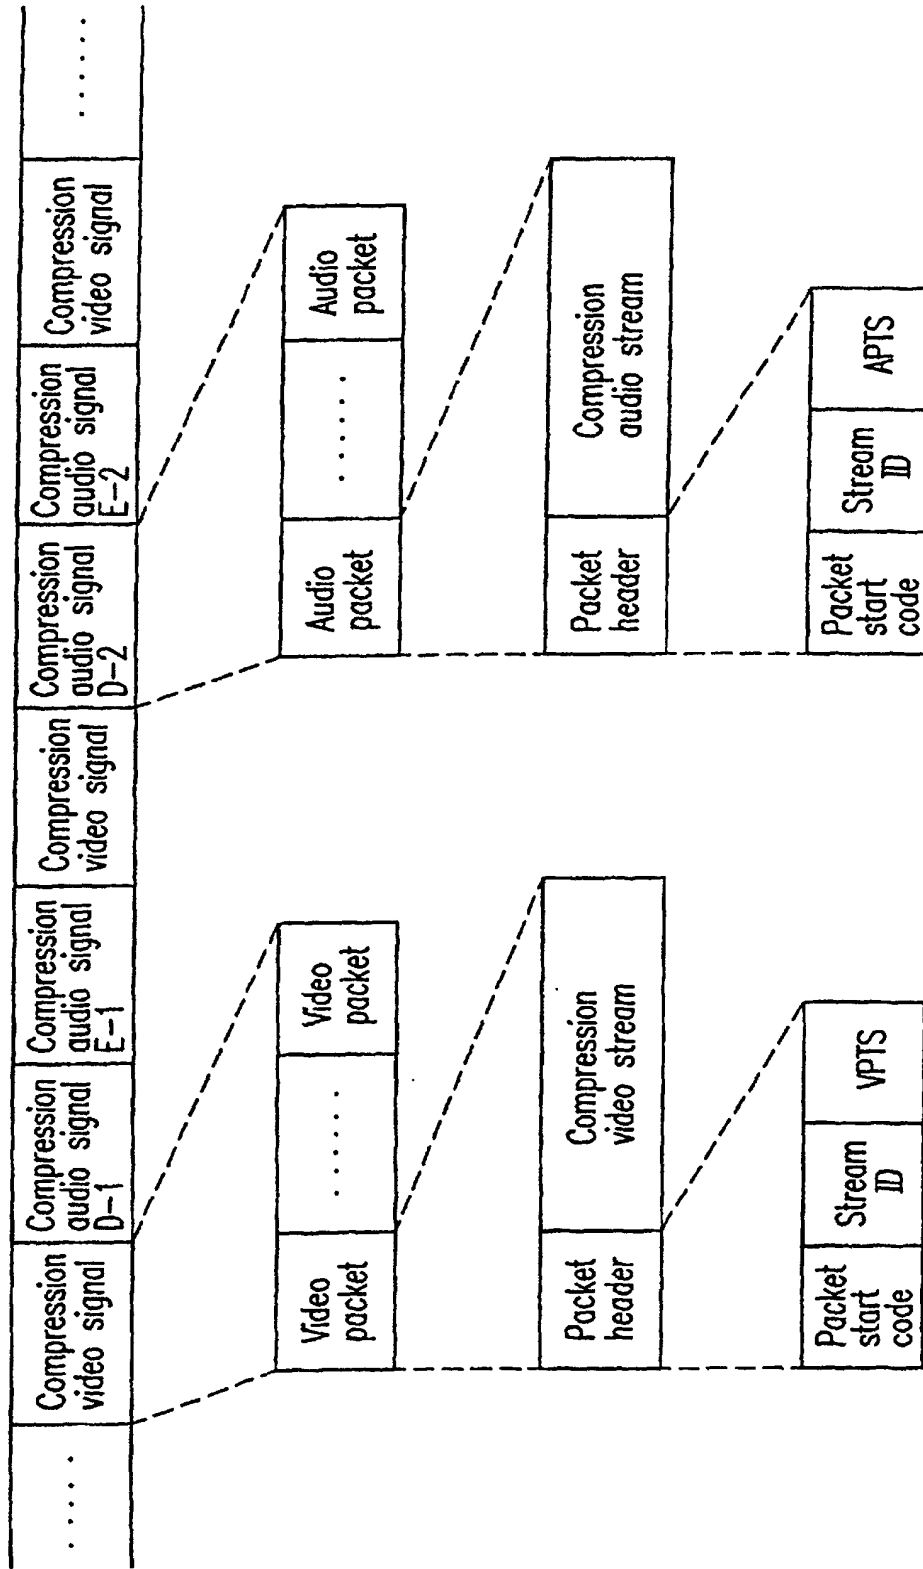 . . . .
Compression
video signal
Compression
audio signal
D-1
Compression
audio signal
E-1
Compression
video signal
Compression
audio signal
D-2
Compression
audio signal
E-2
Compression
video signal
. . . . . .
Video
packet
. . . . . .
Video
packet
Audio
packet
. . . . . .
Audio
packet
Packet
header
Compression
video stream
Packet
header
Compression
audio stream
Packet
start
code
Stream
ID
VPTS
Packet
start
code
Stream
ID
APTS